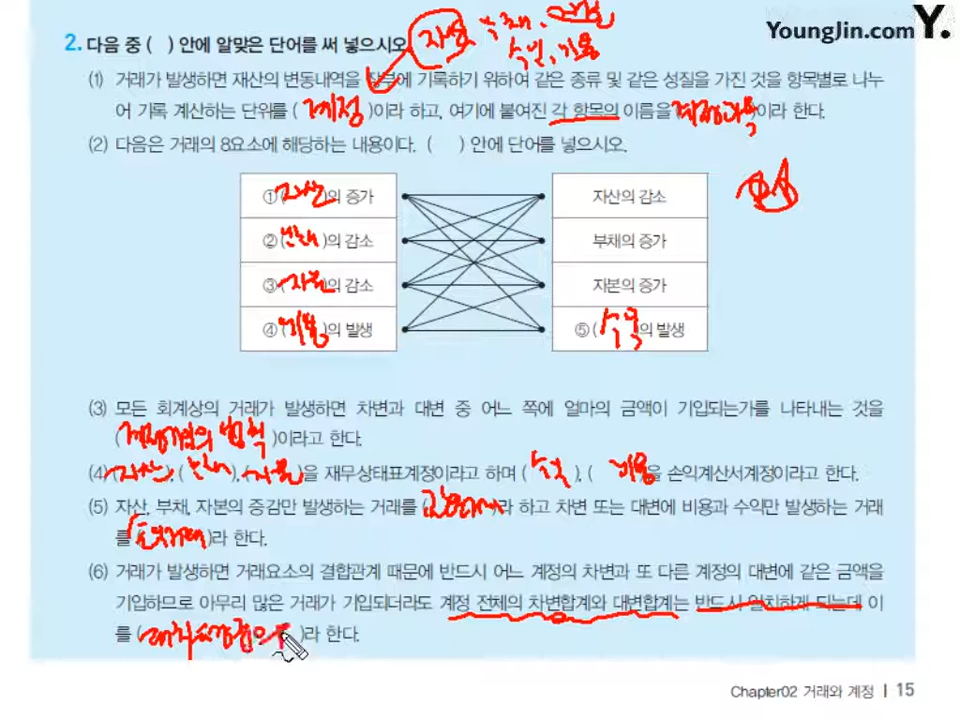 YoungJin.com Y.
자본, 부채, 자산
수익, 비용
2. 다음 중 ( ) 안에 알맞은 단어를 써 넣으시오
(1) 거래가 발생하면 재산의 변동내역을 장부에 기록하기 위하여 같은 종류 및 같은 성질을 가진 것을 항목별로 나누
어 기록 계산하는 단위를 ( 계정 )이라 하고, 여기에 붙여진 각 항목의 이름을 (계정과목)이라 한다.
(2) 다음은 거래의 8요소에 해당하는 내용이다. ( ) 안에 단어를 넣으시오.
①(자산)의 증가 자산의 감소
②(부채)의 감소 부채의 증가
③(자본)의 감소 자본의 증가
④(비용)의 발생 ⑤(수익)의 발생
(3) 모든 회계상의 거래가 발생하면 차변과 대변 중 어느 쪽에 얼마의 금액이 기입되는가를 나타내는 것을
(계정기입의 법칙)이라고 한다.
(4) (자산), (부채), (자본)을 재무상태표계정이라고 하며 (수익), (비용)을 손익계산서계정이라고 한다.
(5) 자산, 부채, 자본의 증감만 발생하는 거래를 (교환거래)라 하고 차변 또는 대변에 비용과 수익만 발생하는 거래
를 (손익거래)라 한다.
(6) 거래가 발생하면 거래요소의 결합관계 때문에 반드시 어느 계정의 차변과 또 다른 계정의 대변에 같은 금액을
기입하므로 아무리 많은 거래가 기입되더라도 계정 전체의 차변합계와 대변합계는 반드시 일치하게 되는데 이
를 (대차평균의 )라 한다.
Chapter02 거래와 계정 | 15